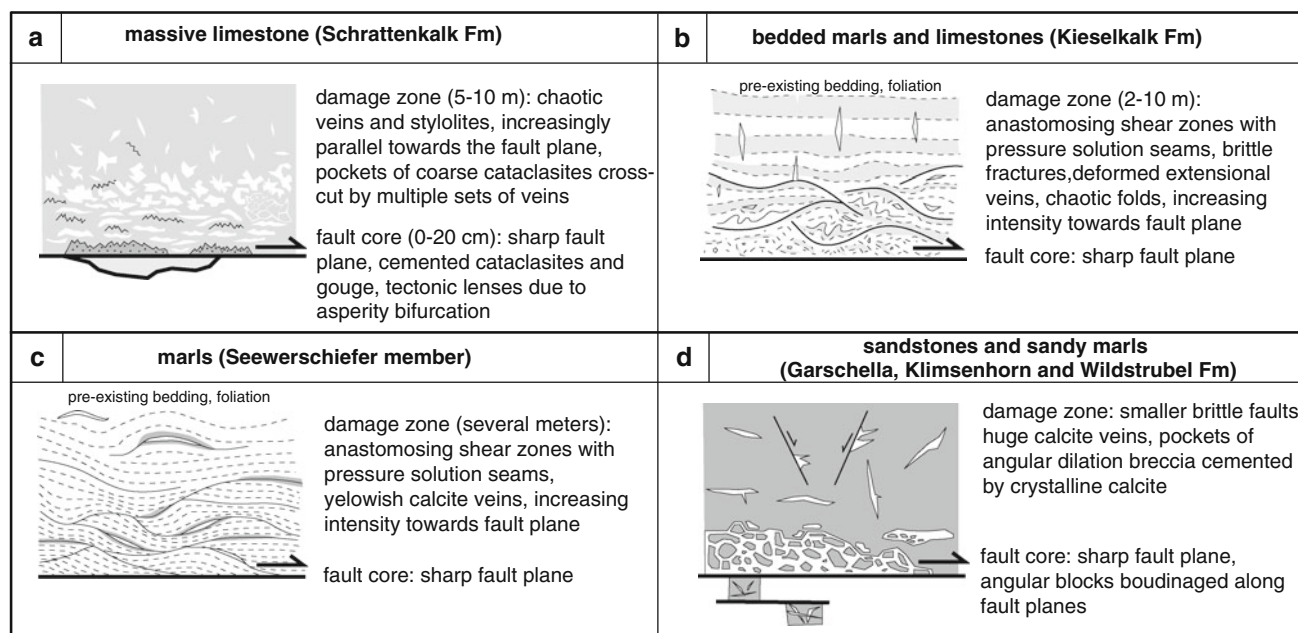 a
massive limestone (Schrattenkalk Fm)
damage zone (5-10 m): chaotic
veins and stylolites, increasingly
parallel towards the fault plane,
pockets of coarse cataclasites cross-
cut by multiple sets of veins
fault core (0-20 cm): sharp fault
plane, cemented cataclasites and
gouge, tectonic lenses due to
asperity bifurcation
b
bedded marls and limestones (Kieselkalk Fm)
pre-existing bedding, foliation
damage zone (2-10 m):
anastomosing shear zones with
pressure solution seams, brittle
fractures,deformed extensional
veins, chaotic folds, increasing
intensity towards fault plane
fault core: sharp fault plane
c
marls (Seewerschiefer member)
pre-existing bedding, foliation
damage zone (several meters):
anastomosing shear zones with
pressure solution seams,
yelowish calcite veins, increasing
intensity towards fault plane
fault core: sharp fault plane
d
sandstones and sandy marls
(Garschella, Klimsenhorn and Wildstrubel Fm)
damage zone: smaller brittle faults
huge calcite veins, pockets of
angular dilation breccia cemented
by crystalline calcite
fault core: sharp fault plane,
angular blocks boudinaged along
fault planes